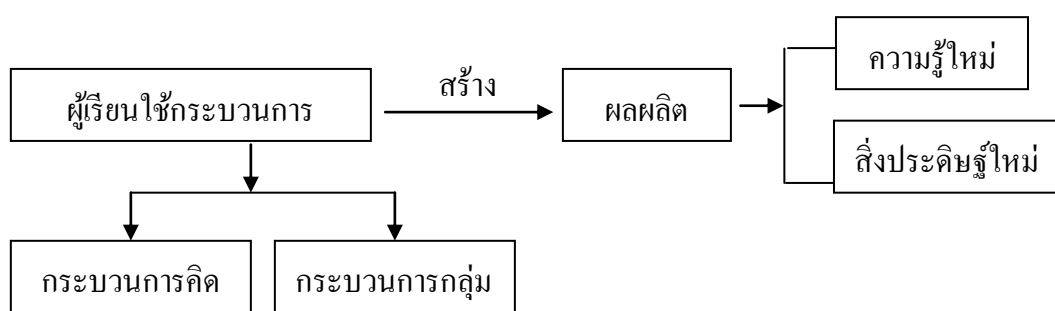 ความรู้ใหม่
สร้าง
ผู้เรียนใช้กระบวนการ
ผลผลิต
สิ่งประดิษฐ์ใหม่
กระบวนการคิด
กระบวนการกลุ่ม